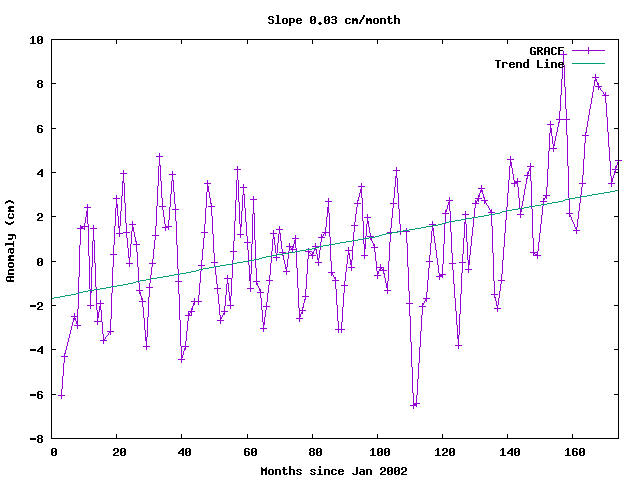 Slope 0.03 cm/month
GRACE
Trend Line
Anomaly (cm)
10
8
6
4
2
0
-2
-4
-6
-8
0 20 40 60 80 100 120 140 160
Months since Jan 2002